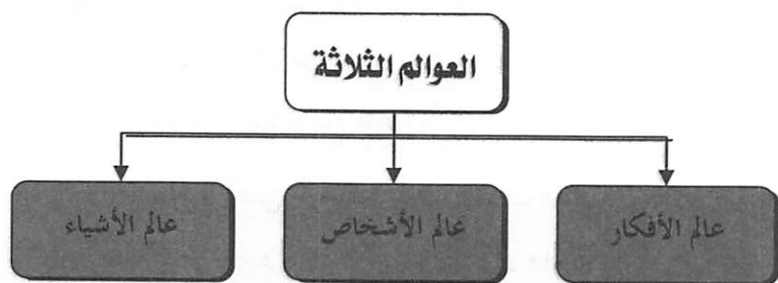 العوالم الثلاثة
عالم الأفكار
عالم الأشخاص
عالم الأشياء